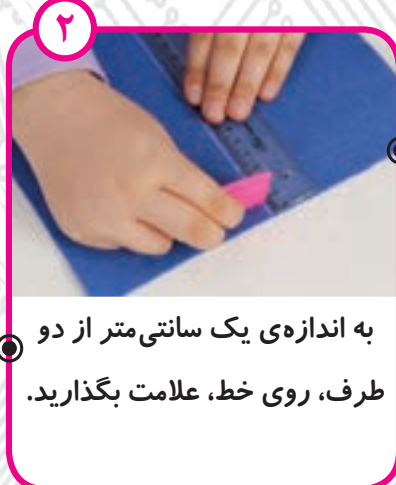 ۲
به اندازه‌ی یک سانتی‌متر از دو
طرف، روی خط، علامت بگذارید.